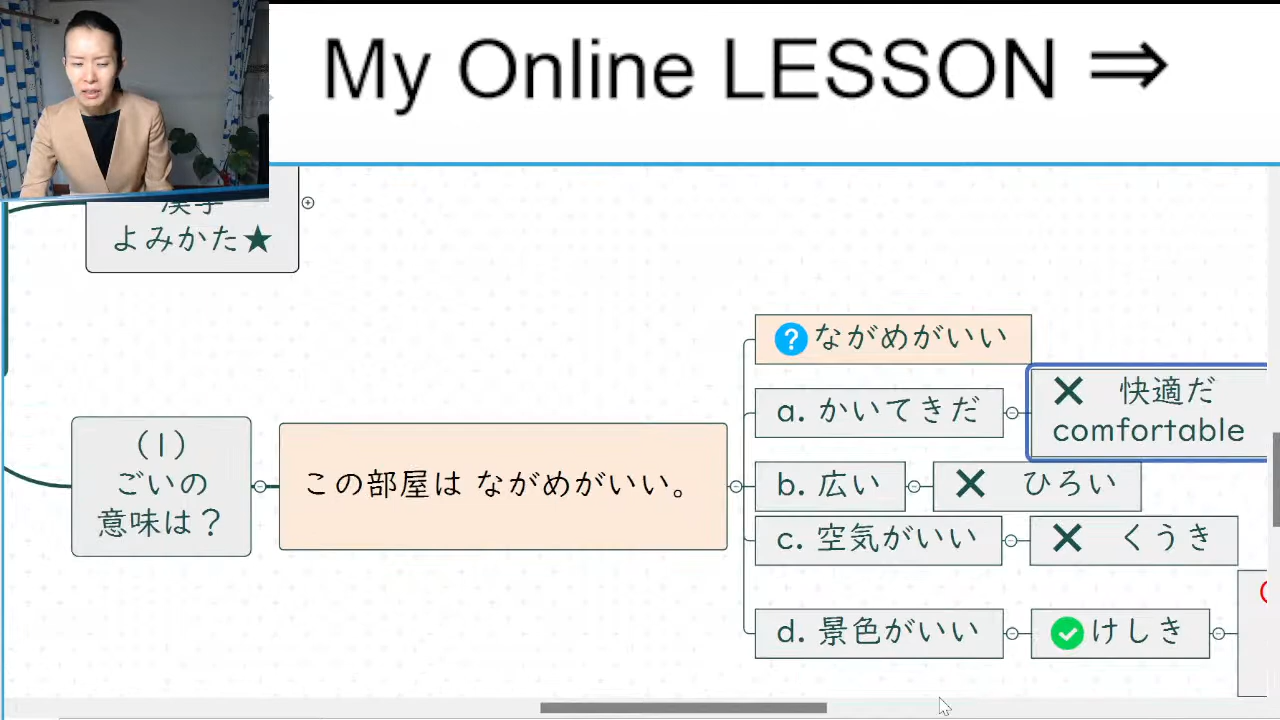 My Online LESSON ⇒
漢字
よみかた★
(1)
ごいの
意味は？
この部屋は ながめがいい。
? ながめがいい
a. かいてきだ
✕ 快適だ
comfortable
b. 広い
✕ ひろい
c. 空気がいい
✕ くうき
d. 景色がいい
✓ けしき